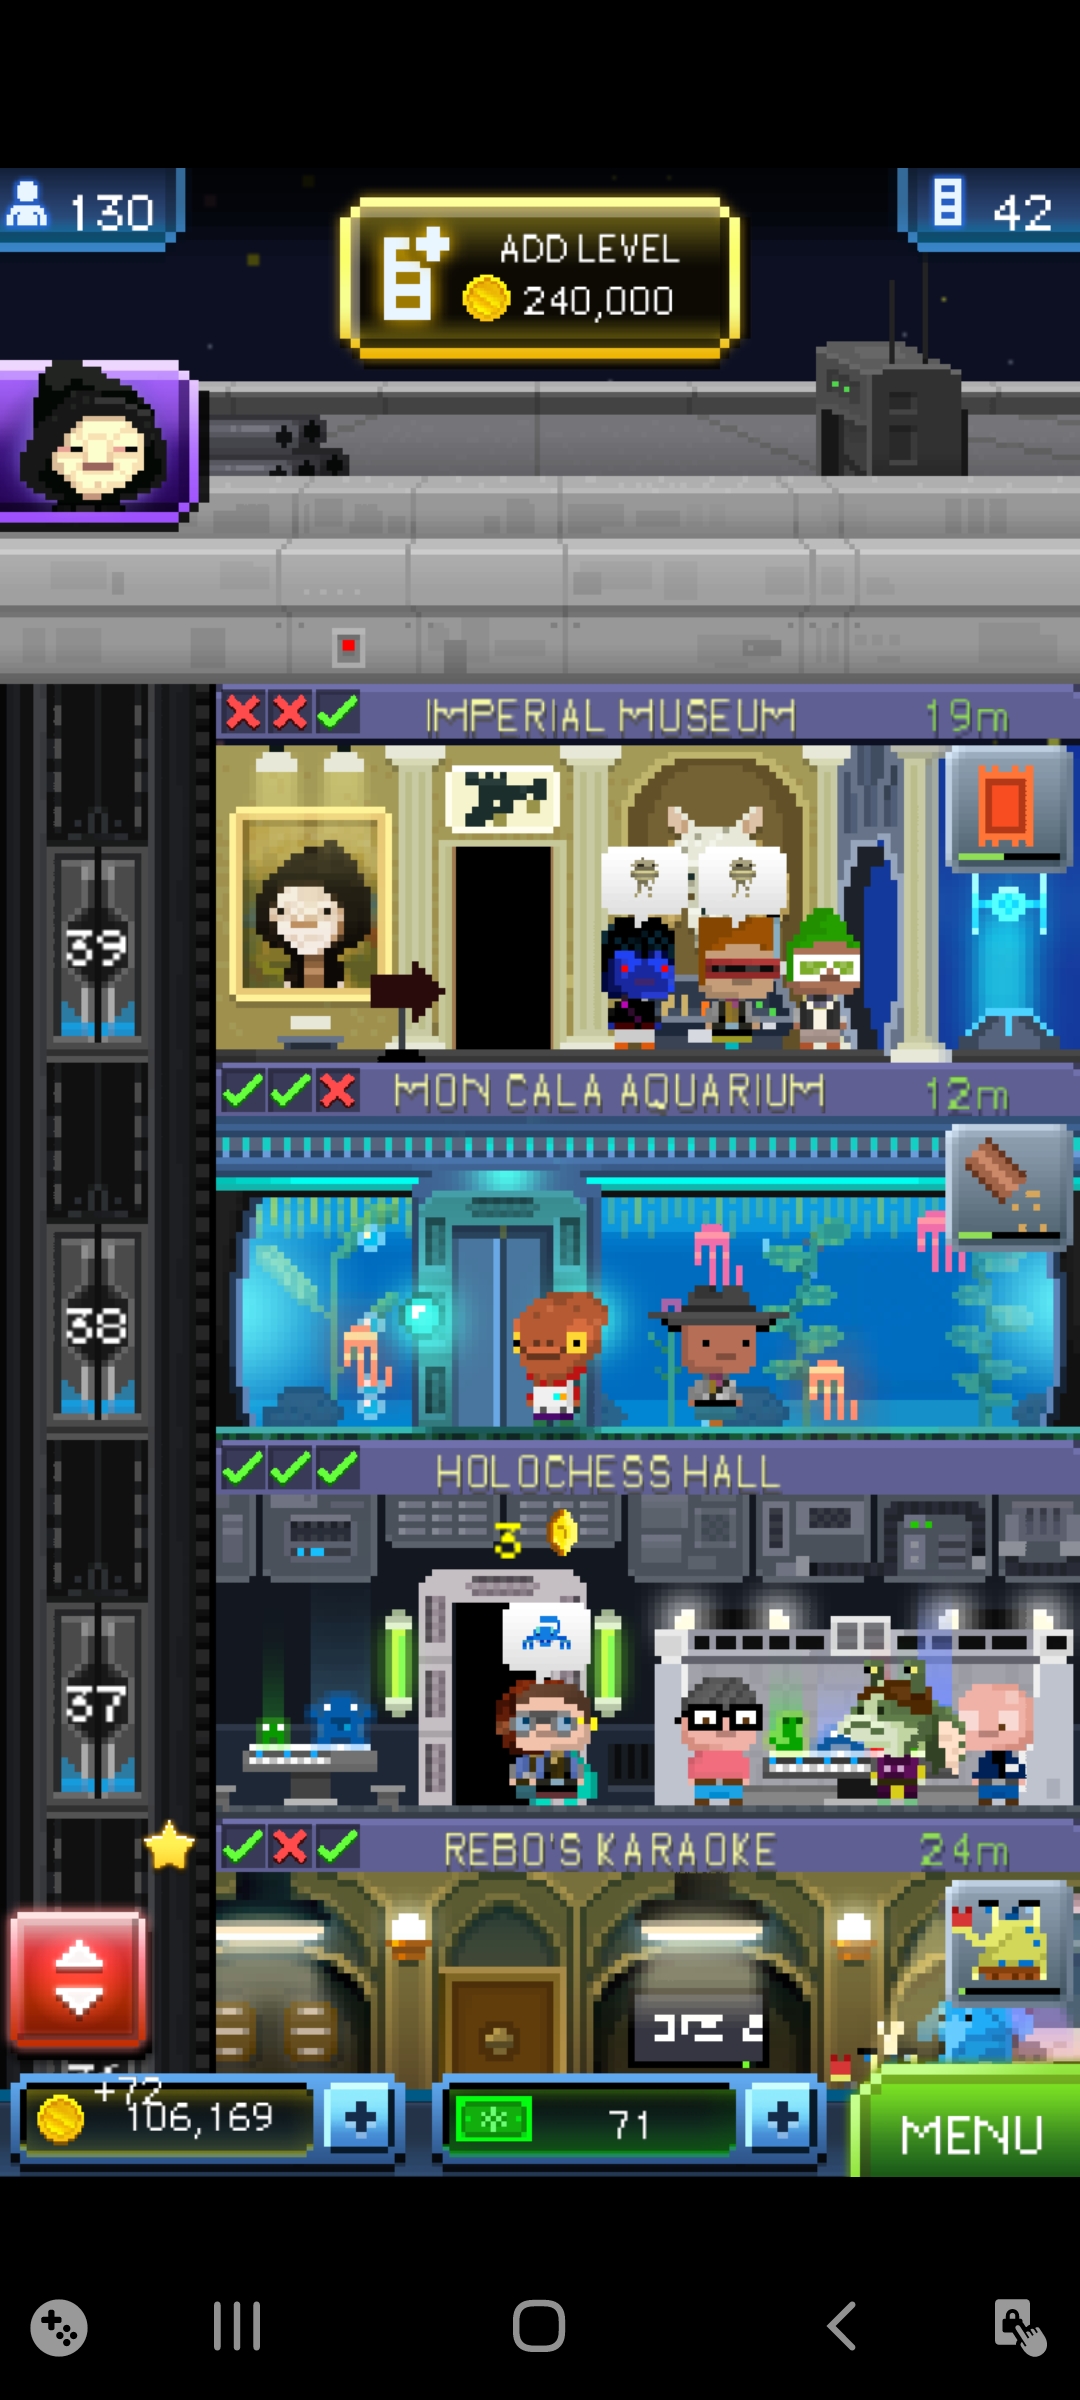 130
ADD LEVEL
240,000
42
IMPERIAL MUSEUM 19m
39
MON CALA AQUARIUM 12m
38
HOLOCHESS HALL
3
37
REBO'S KARAOKE 24m
+72
106,169
71
MENU